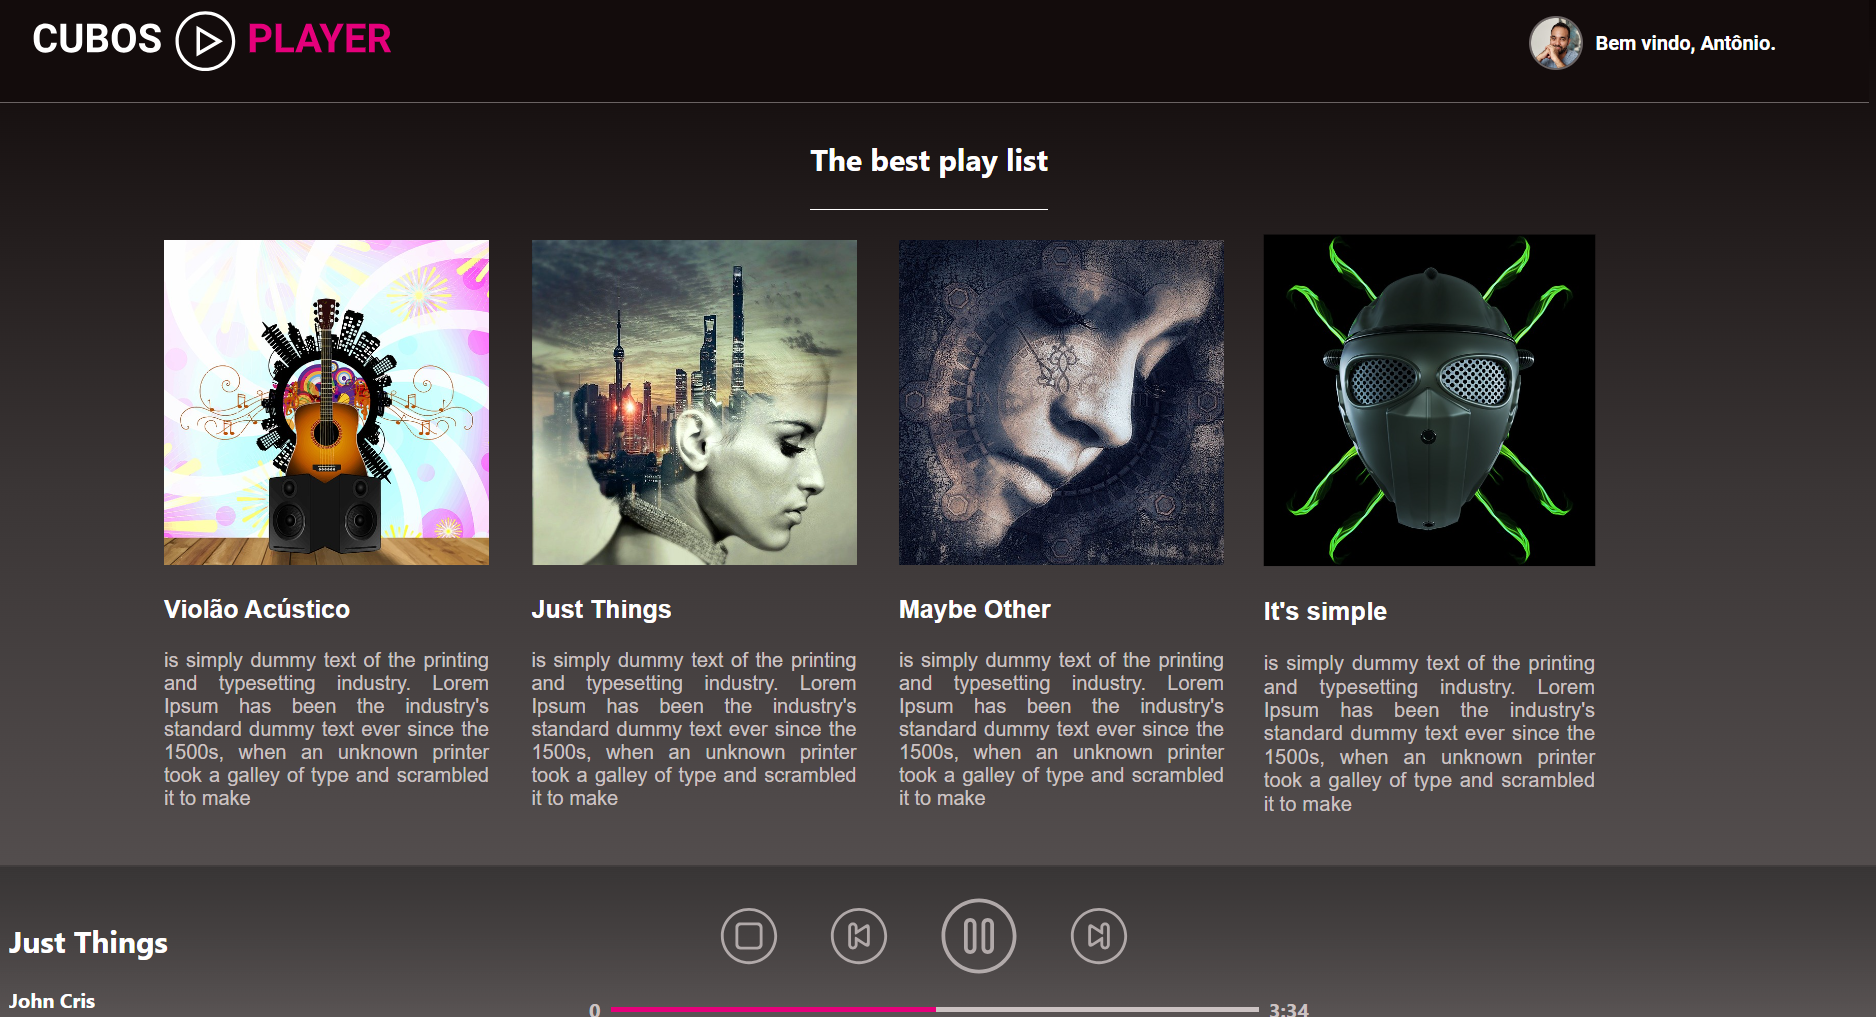 CUBOS PLAYER
Bem vindo, Antônio.
The best play list
Violão Acústico
is simply dummy text of the printing
and typesetting industry. Lorem
Ipsum has been the industry's
standard dummy text ever since the
1500s, when an unknown printer
took a galley of type and scrambled
it to make
Just Things
is simply dummy text of the printing
and typesetting industry. Lorem
Ipsum has been the industry's
standard dummy text ever since the
1500s, when an unknown printer
took a galley of type and scrambled
it to make
Maybe Other
is simply dummy text of the printing
and typesetting industry. Lorem
Ipsum has been the industry's
standard dummy text ever since the
1500s, when an unknown printer
took a galley of type and scrambled
it to make
It's simple
is simply dummy text of the printing
and typesetting industry. Lorem
Ipsum has been the industry's
standard dummy text ever since the
1500s, when an unknown printer
took a galley of type and scrambled
it to make
Just Things
John Cris
0 3:34